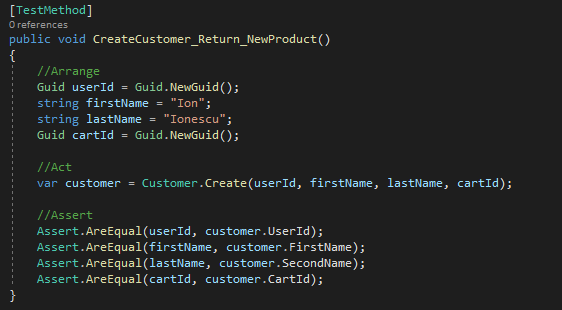 [TestMethod]
0 references
public void CreateCustomer_Return_NewProduct()
{
//Arrange
Guid userId = Guid.NewGuid();
string firstName = "Ion";
string lastName = "Ionescu";
Guid cartId = Guid.NewGuid();
//Act
var customer = Customer.Create(userId, firstName, lastName, cartId);
//Assert
Assert.AreEqual(userId, customer.UserId);
Assert.AreEqual(firstName, customer.FirstName);
Assert.AreEqual(lastName, customer.SecondName);
Assert.AreEqual(cartId, customer.CartId);
}